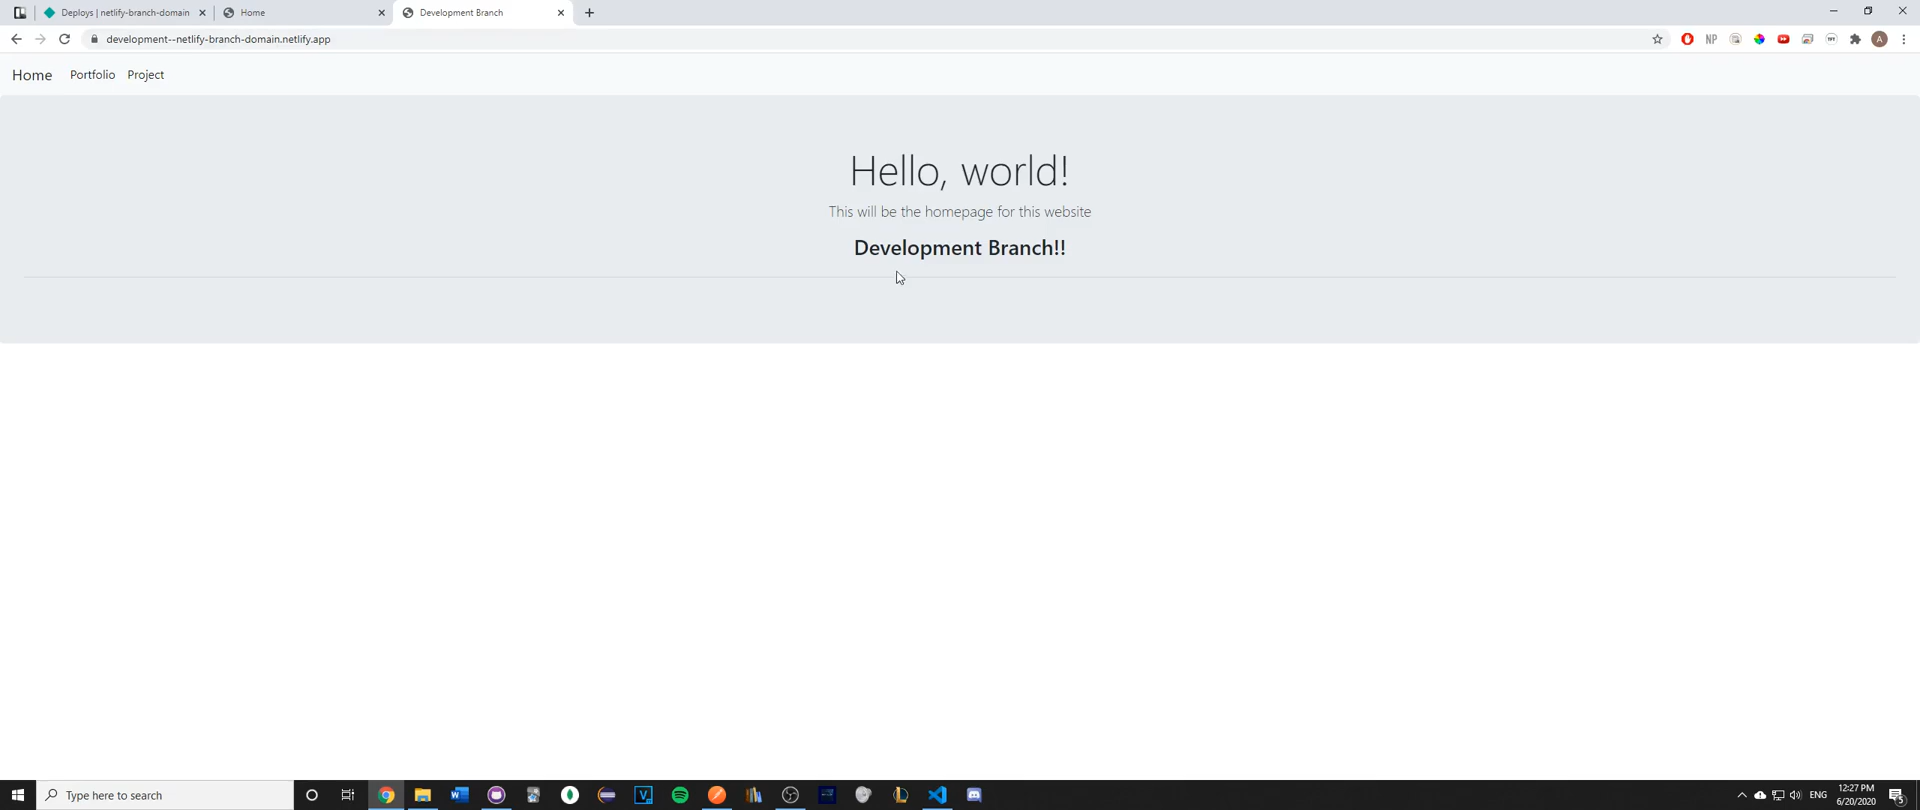 Deploys | netlify-branch-domain
Home
Development Branch
development--netlify-branch-domain.netlify.app
NP
A
Home Portfolio Project
Hello, world!
This will be the homepage for this website
Development Branch!!
Type here to search
ENG
12:27 PM
6/20/2020
5